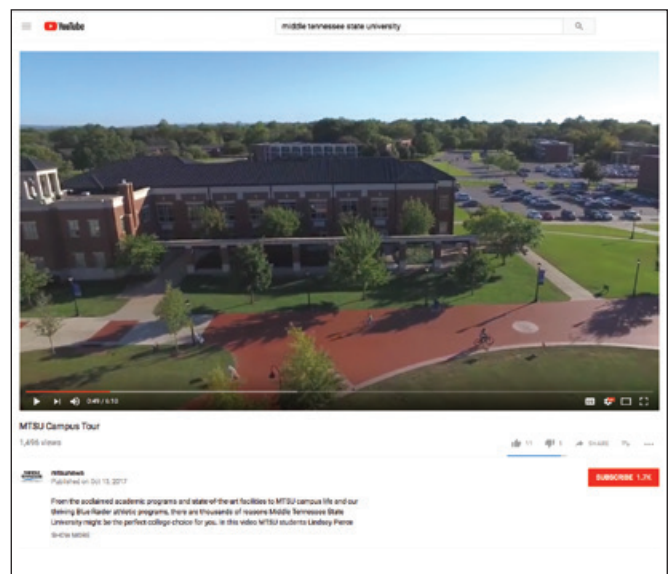 YouTube
middle tennessee state university
0:49 / 6:10
MTSU Campus Tour
1,496 views
11
SHARE
mtsunews
Published on Oct 13, 2017
SUBSCRIBE 1.7K
From the acclaimed academic programs and state-of-the-art facilities to MTSU campus life and our
thriving Blue Raider athletic programs, there are thousands of reasons Middle Tennessee State
University might be the perfect college choice for you. In this video MTSU students Lindsey Pierce
SHOW MORE